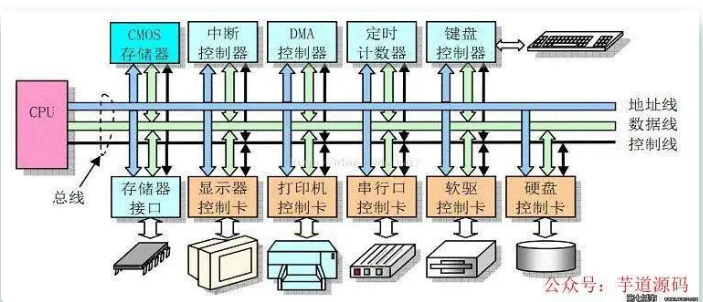 CMOS
存储器
中断
控制器
DMA
控制器
定时
计数器
键盘
控制器
CPU
地址线
数据线
控制线
总线
存储器
接口
显示器
控制卡
打印机
控制卡
串行口
控制卡
软驱
控制卡
硬盘
控制卡
公众号：芋道源码